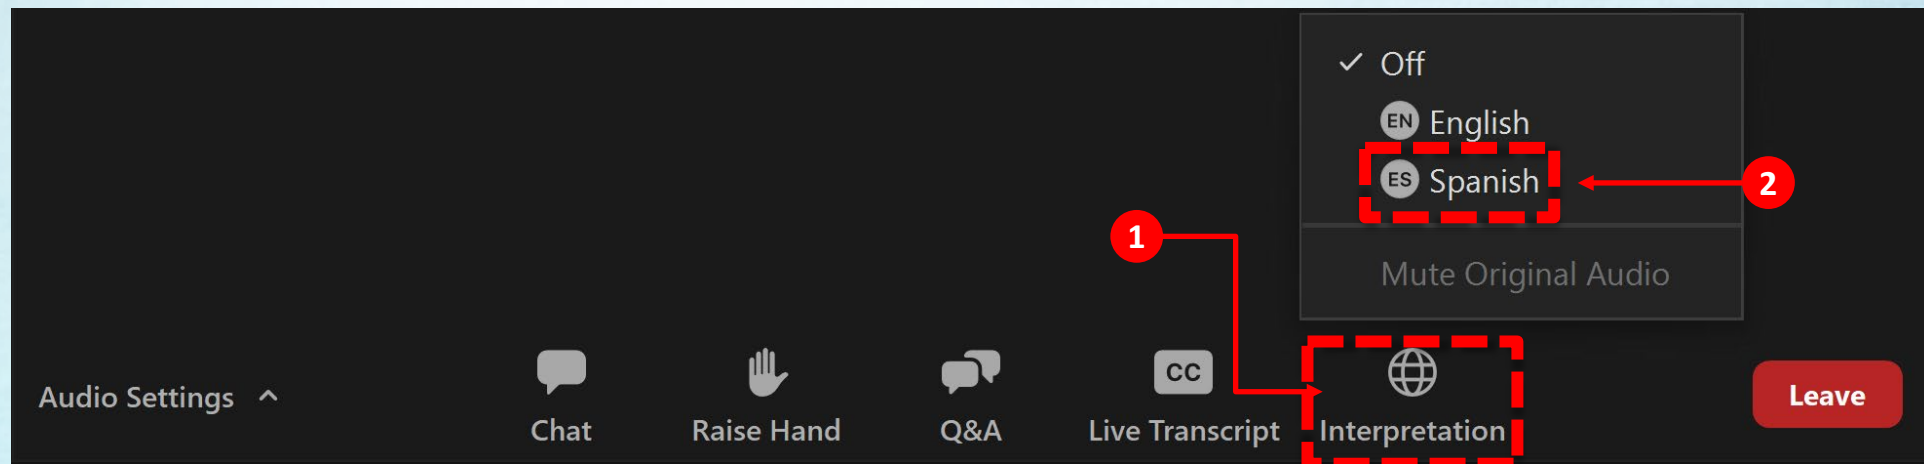 Off
EN English
ES Spanish
2
1
Mute Original Audio
Audio Settings
CC
Chat
Raise Hand
Q&A
Live Transcript
Interpretation
Leave